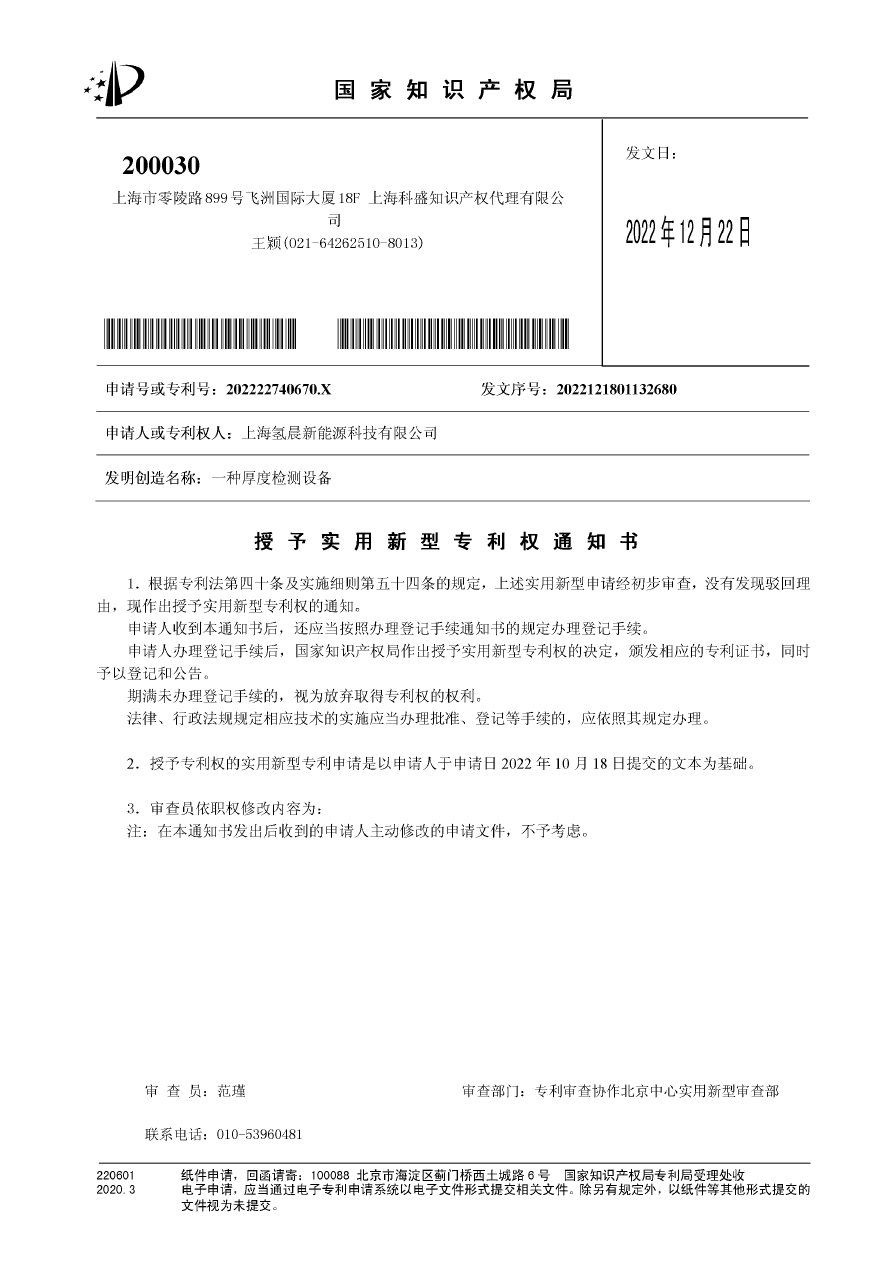 国家知识产权局
200030
上海市零陵路899号飞洲国际大厦18F 上海科盛知识产权代理有限公
司
王颖(021-64262510-8013)
发文日：
2022年12月22日
申请号或专利号：202222740670.X 发文序号：2022121801132680
申请人或专利权人：上海氢晨新能源科技有限公司
发明创造名称：一种厚度检测设备
授予实用新型专利权通知书
1．根据专利法第四十条及实施细则第五十四条的规定，上述实用新型申请经初步审查，没有发现驳回理
由，现作出授予实用新型专利权的通知。
申请人收到本通知书后，还应当按照办理登记手续通知书的规定办理登记手续。
申请人办理登记手续后，国家知识产权局作出授予实用新型专利权的决定，颁发相应的专利证书，同时
予以登记和公告。
期满未办理登记手续的，视为放弃取得专利权的权利。
法律、行政法规规定相应技术的实施应当办理批准、登记等手续的，应依照其规定办理。
2．授予专利权的实用新型专利申请是以申请人于申请日 2022 年 10 月 18 日提交的文本为基础。
3．审查员依职权修改内容为：
注：在本通知书发出后收到的申请人主动修改的申请文件，不予考虑。
审 查 员：范瑾 审查部门：专利审查协作北京中心实用新型审查部
联系电话：010-53960481
220601 纸件申请，回函请寄：100088 北京市海淀区蓟门桥西土城路 6 号 国家知识产权局专利局受理处收
2020.3 电子申请，应当通过电子专利申请系统以电子文件形式提交相关文件。除另有规定外，以纸件等其他形式提交的
文件视为未提交。